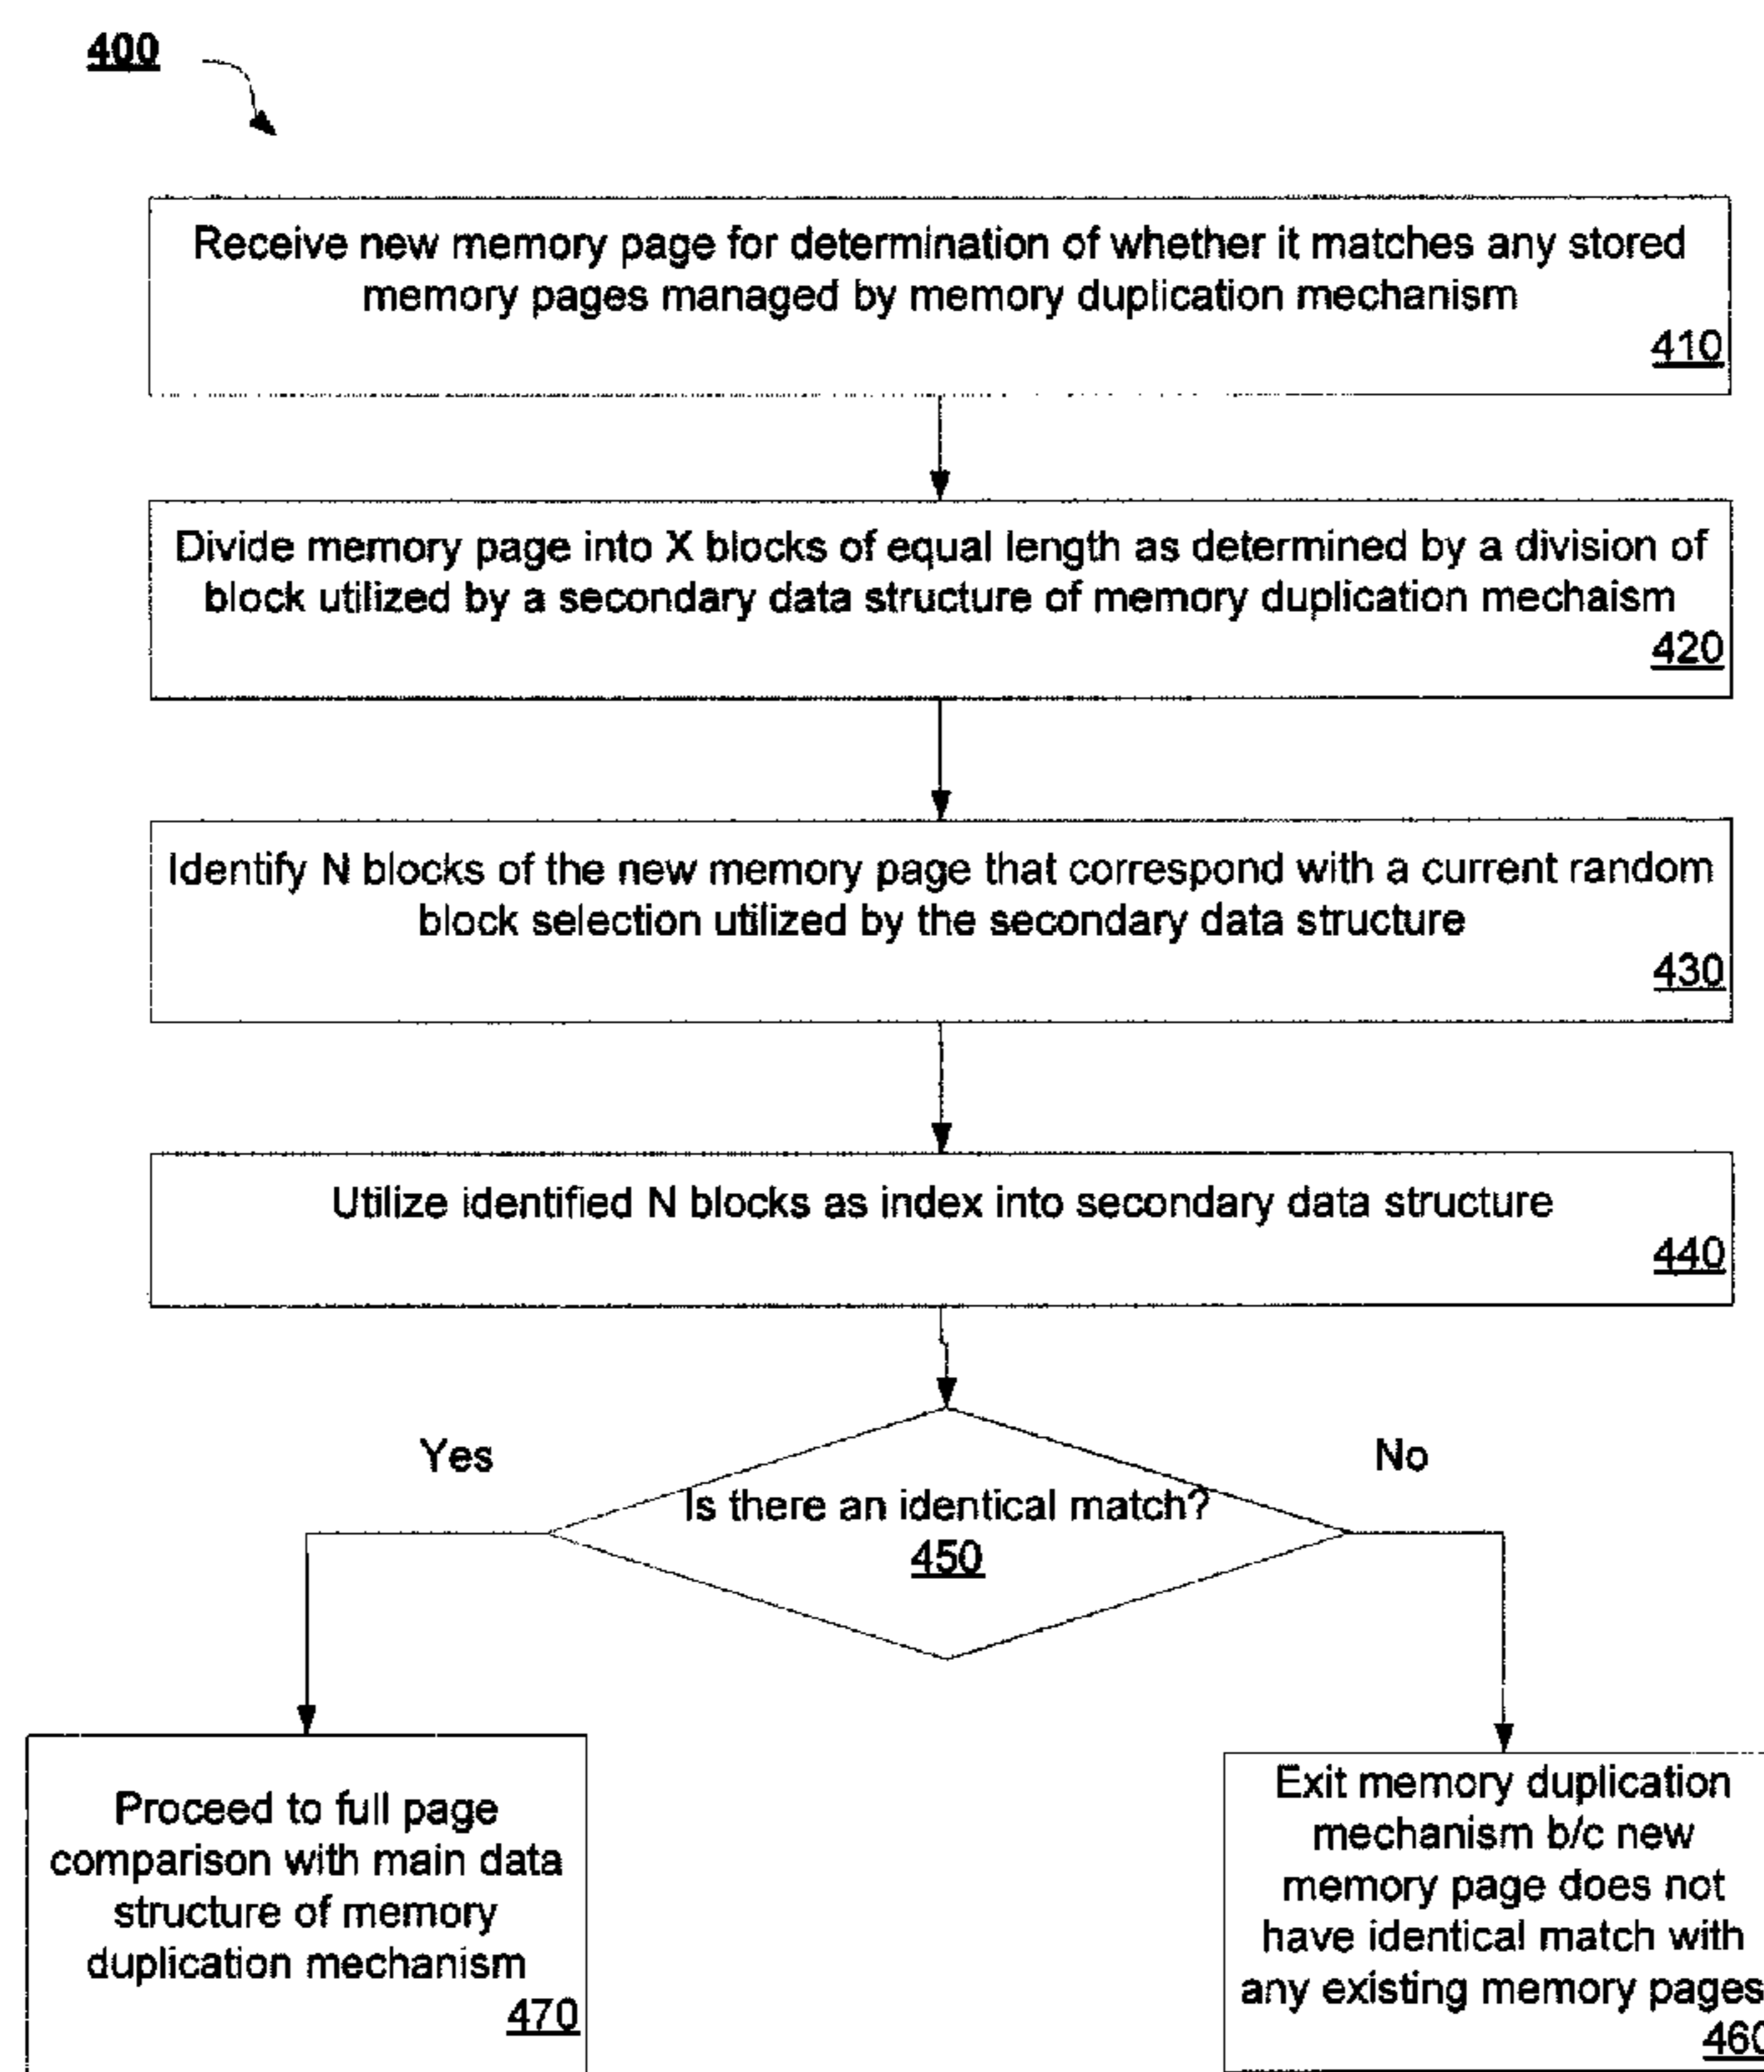 400
Receive new memory page for determination of whether it matches any stored
memory pages managed by memory duplication mechanism
410
Divide memory page into X blocks of equal length as determined by a division of
block utilized by a secondary data structure of memory duplication mechaism
420
Identify N blocks of the new memory page that correspond with a current random
block selection utilized by the secondary data structure
430
Utilize identified N blocks as index into secondary data structure
440
Yes
No
Is there an identical match?
450
Proceed to full page
comparison with main data
structure of memory
duplication mechanism
470
Exit memory duplication
mechanism b/c new
memory page does not
have identical match with
any existing memory pages
460